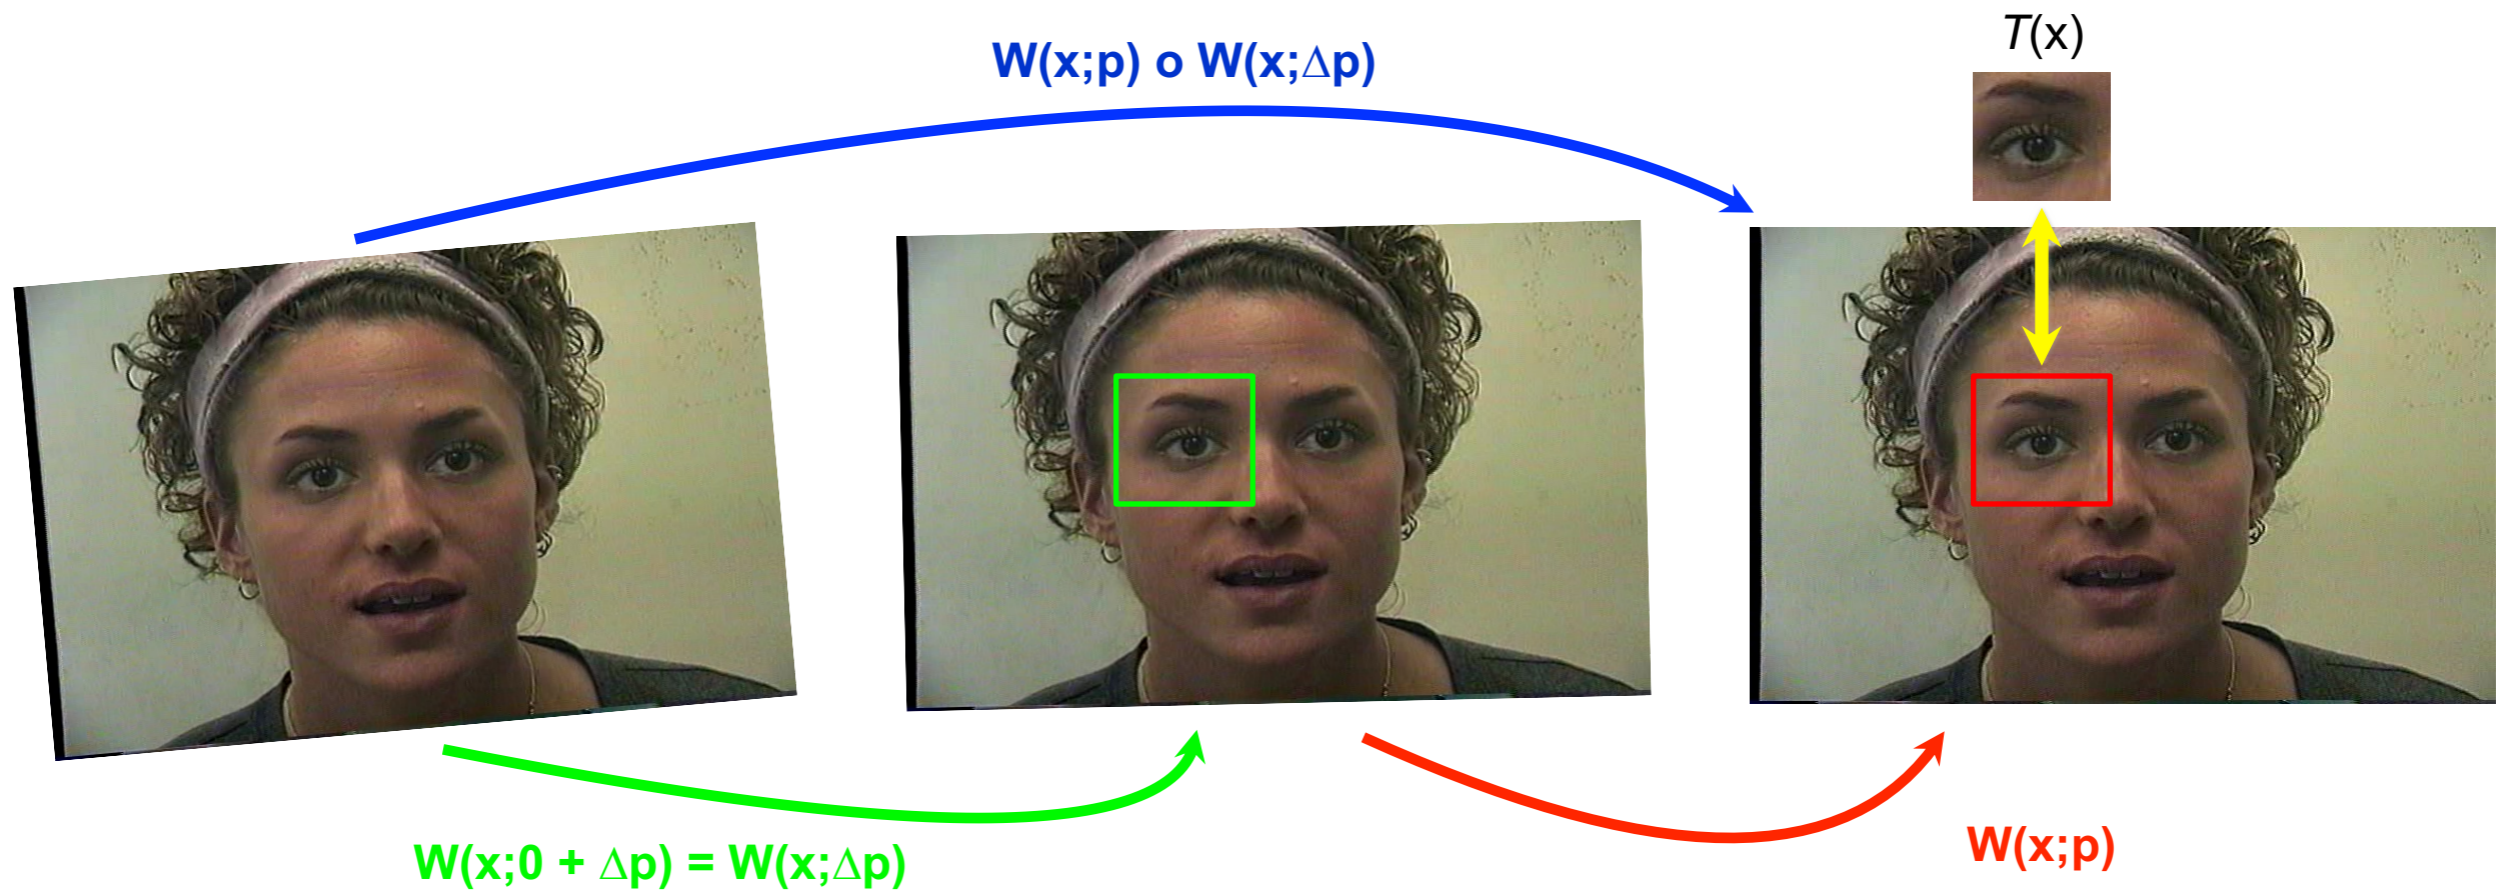 W(x;p) o W(x;Δp)
T(x)
W(x;0 + Δp) = W(x;Δp)
W(x;p)